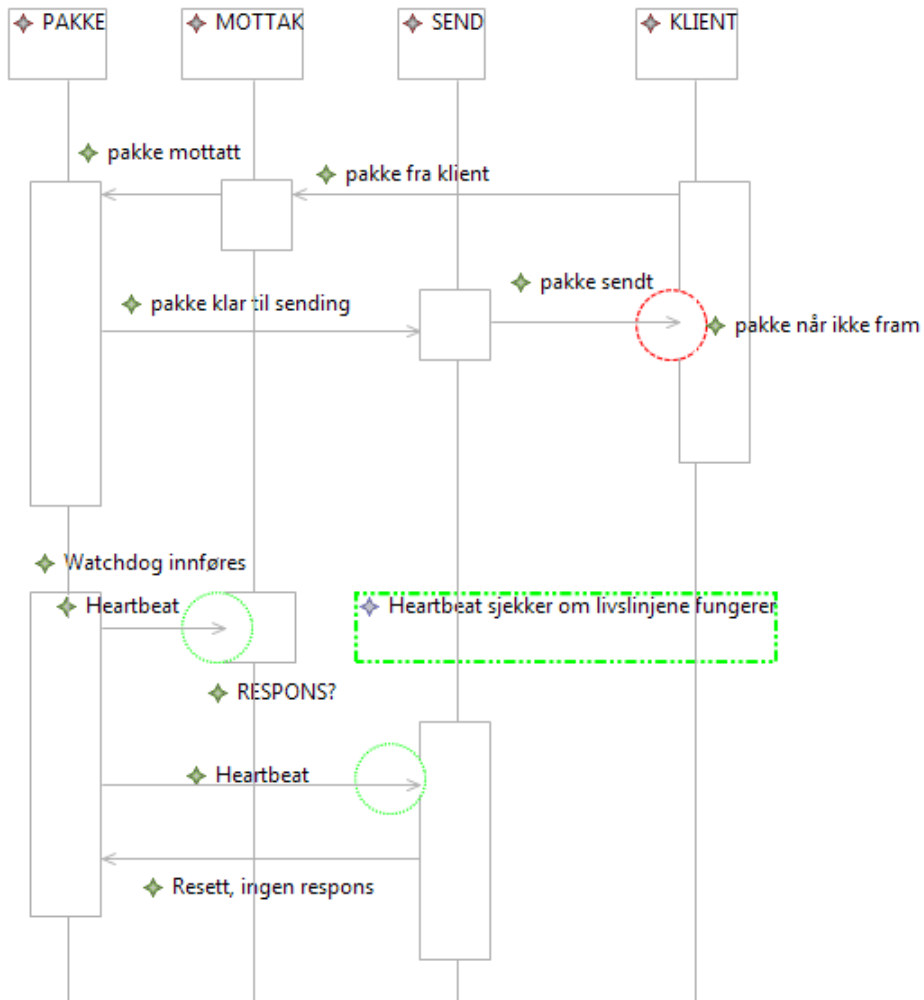 PAKKE
MOTTAK
SEND
KLIENT
pakke mottatt
pakke fra klient
pakke sendt
pakke klar til sending
pakke når ikke fram
Watchdog innføres
Heartbeat
Heartbeat sjekker om livslinjene fungerer
RESPONS?
Heartbeat
Resett, ingen respons